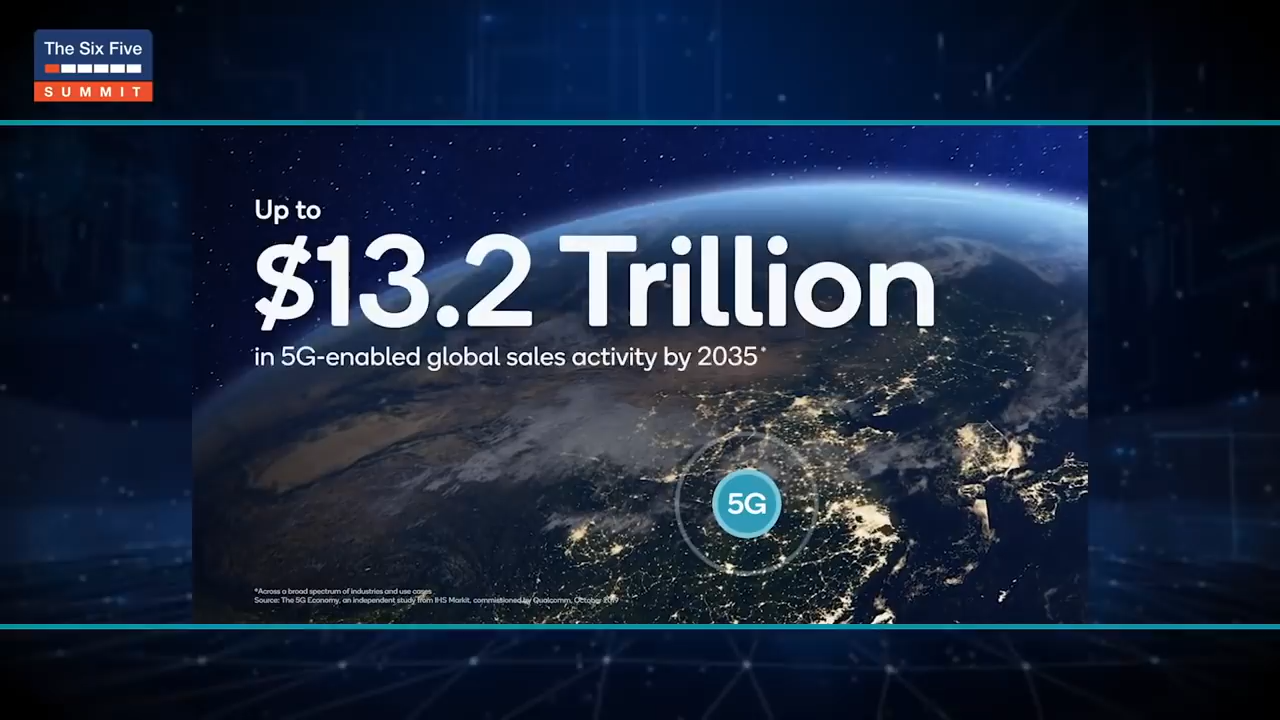 The Six Five
SUMMIT
Up to
$13.2 Trillion
in 5G-enabled global sales activity by 2035*
5G
*Across a broad spectrum of industries and use cases
Source: The 5G Economy, an independent study from IHS Markit, commissioned by Qualcomm, October